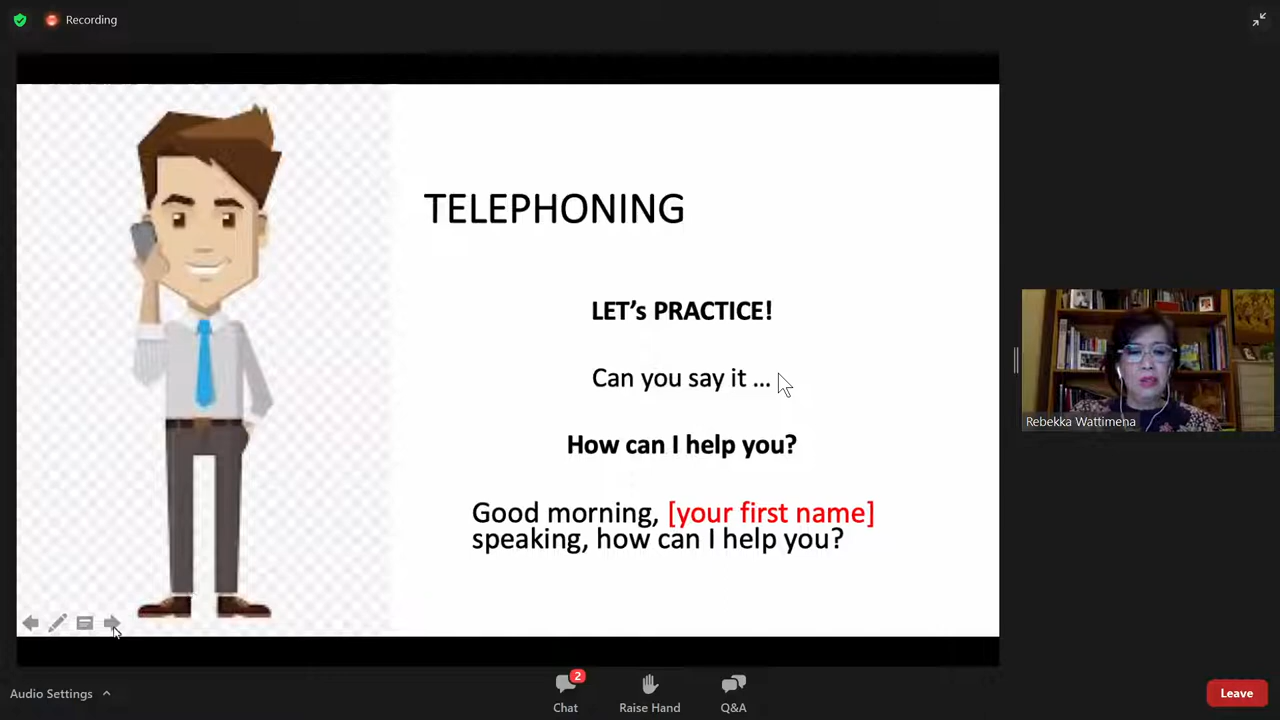 Recording
TELEPHONING
LET's PRACTICE!
Can you say it ...
How can I help you?
Good morning, [your first name]
speaking, how can I help you?
Rebekka Wattimena
Audio Settings
2
Chat
Raise Hand
Q&A
Leave